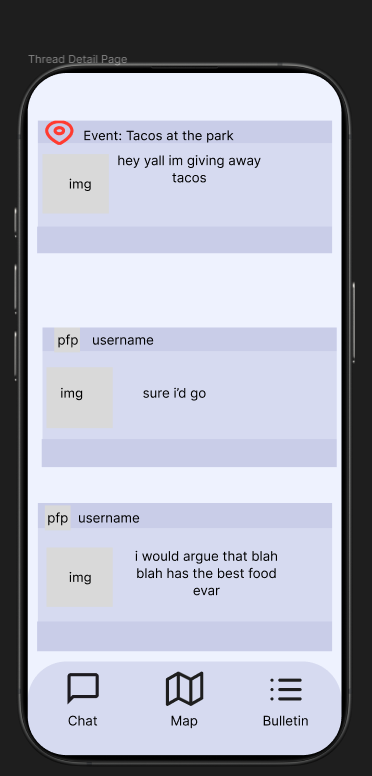 Thread Detail Page
Event: Tacos at the park
hey yall im giving away
tacos
img
pfp username
img
sure i'd go
pfp username
i would argue that blah
blah has the best food
evar
img
Chat
Map
Bulletin